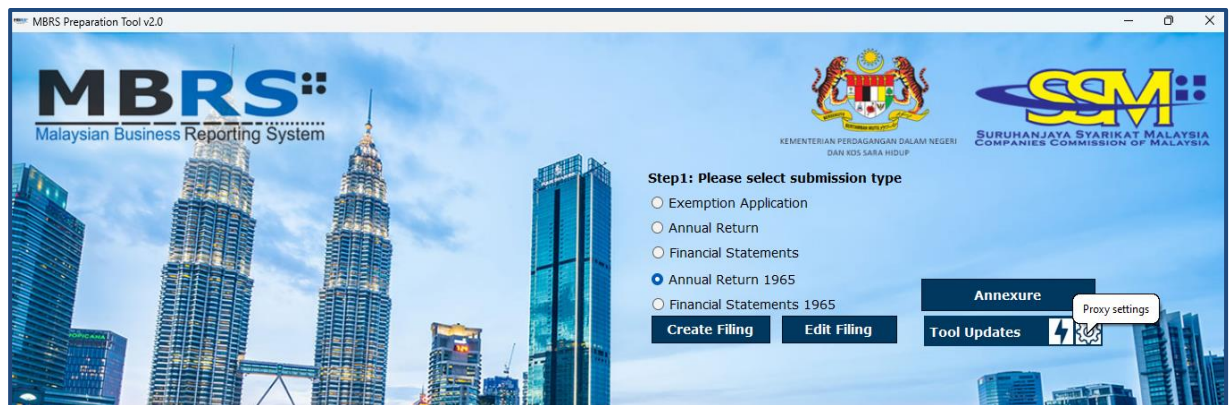 MBRS Preparation Tool v2.0
MBRS
Malaysian Business Reporting System
KEMENTERIAN PERDAGANGAN DALAM NEGERI
DAN KOS SARA HIDUP
SSM
SURUHANJAYA SYARIKAT MALAYSIA
COMPANIES COMMISSION OF MALAYSIA
Step1: Please select submission type
Exemption Application
Annual Return
Financial Statements
Annual Return 1965
Financial Statements 1965
Annexure
Proxy settings
Create Filing
Edit Filing
Tool Updates